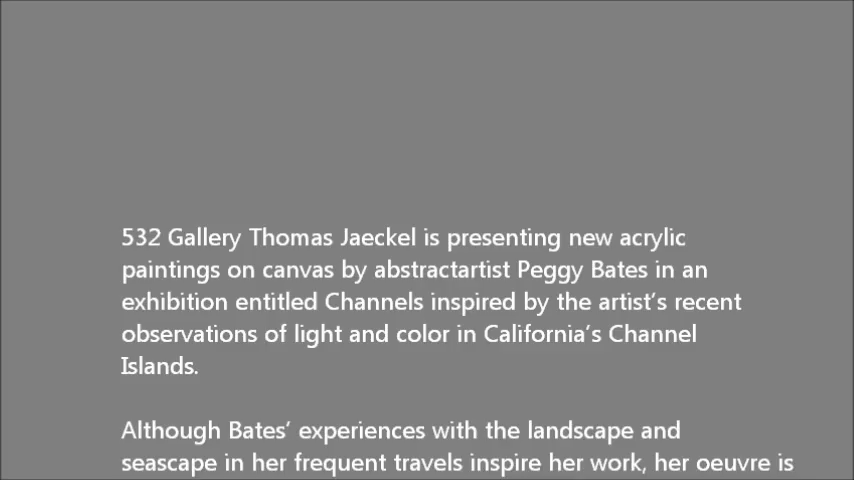 532 Gallery Thomas Jaeckel is presenting new acrylic
paintings on canvas by abstractartist Peggy Bates in an
exhibition entitled Channels inspired by the artist’s recent
observations of light and color in California’s Channel
Islands.
Although Bates’ experiences with the landscape and
seascape in her frequent travels inspire her work, her oeuvre is